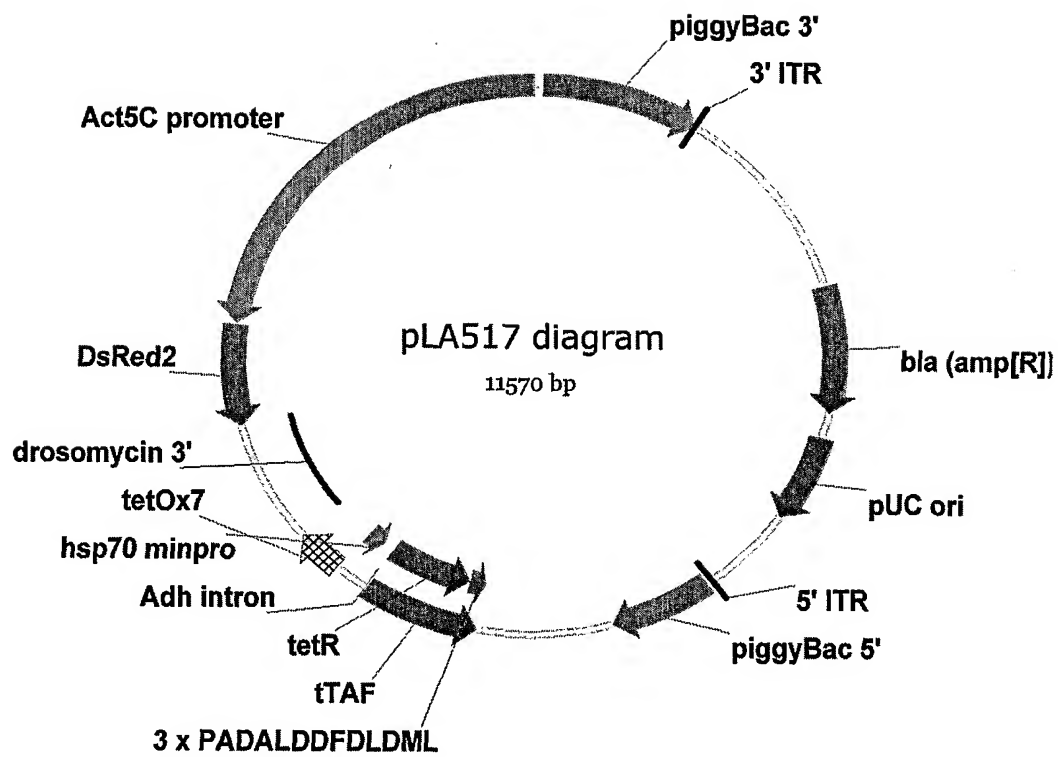 piggyBac 3'
3' ITR
Act5C promoter
pLA517 diagram
11570 bp
bla (amp[R])
DsRed2
drosomycin 3'
tetOx7
pUC ori
hsp70 minpro
Adh intron
5' ITR
tetR
piggyBac 5'
tTAF
3 x PADALDDFDLDML